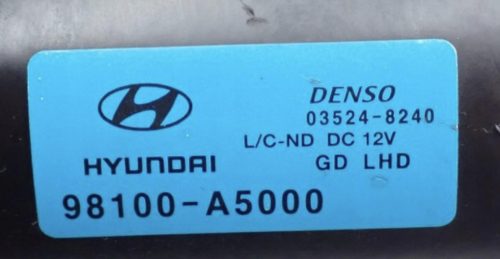 DENSO
03524-8240
L/C-ND DC 12V
HYUNDAI
GD LHD
98100-A5000